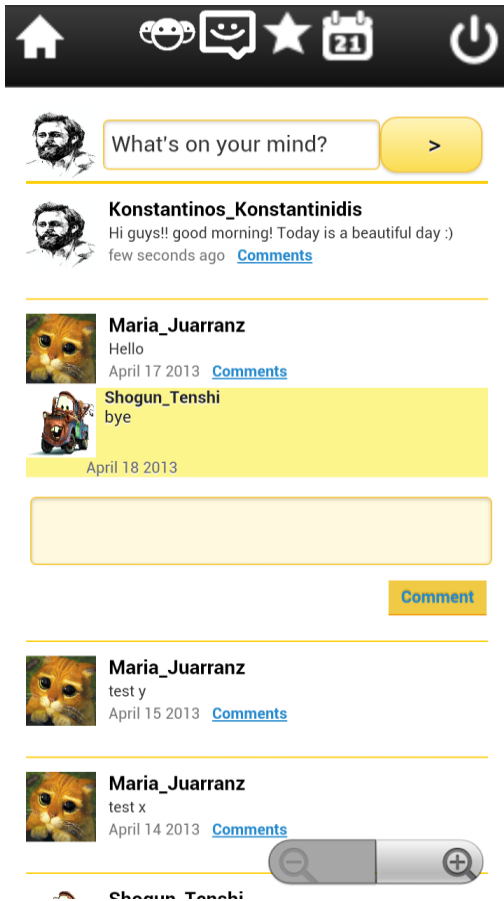 21
What's on your mind?
>
Konstantinos_Konstantinidis
Hi guys!! good morning! Today is a beautiful day :)
few seconds ago Comments
Maria_Juarranz
Hello
April 17 2013 Comments
Shogun_Tenshi
bye
April 18 2013
Comment
Maria_Juarranz
test y
April 15 2013 Comments
Maria_Juarranz
test x
April 14 2013 Comments
Shogun_Tenshi